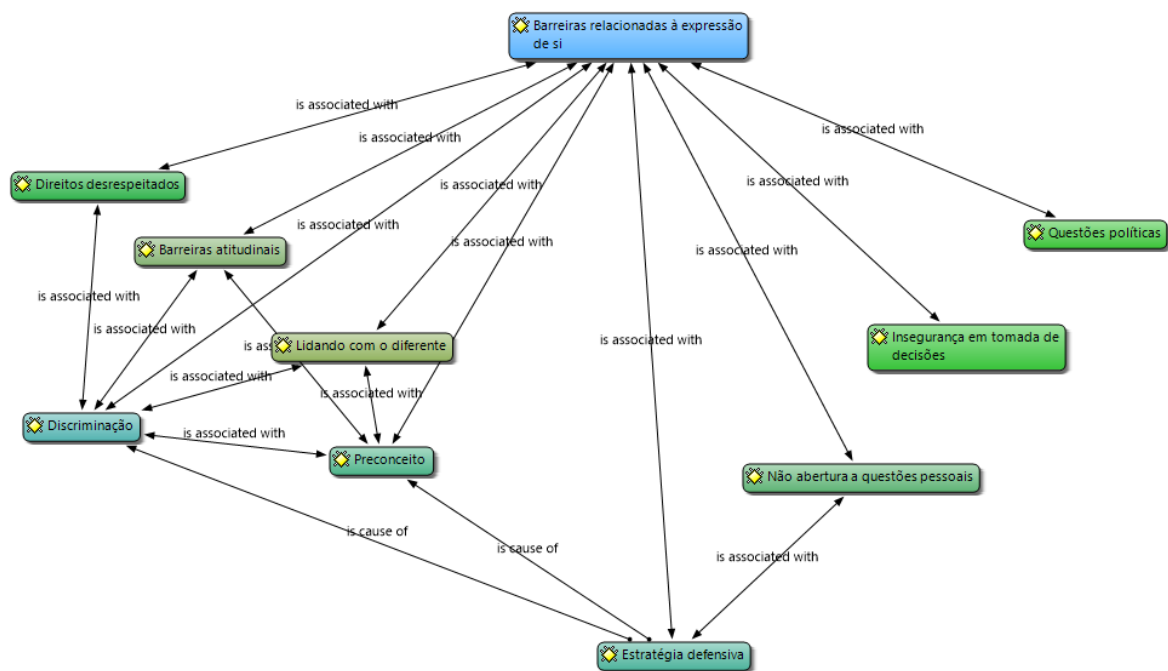 Barreiras relacionadas à expressão
de si
is associated with
is associated with
is associated with
is associated with
is associated with
Direitos desrespeitados
is associated with
is associated with
Questões políticas
is associated with
Barreiras atitudinais
is associated with
is associated with
is associated with
Insegurança em tomada de
decisões
is as
Lidando com o diferente
is associated with
is associated with
Discriminação
is associated with
Preconceito
Não abertura a questões pessoais
is cause of
is cause of
is associated with
Estratégia defensiva